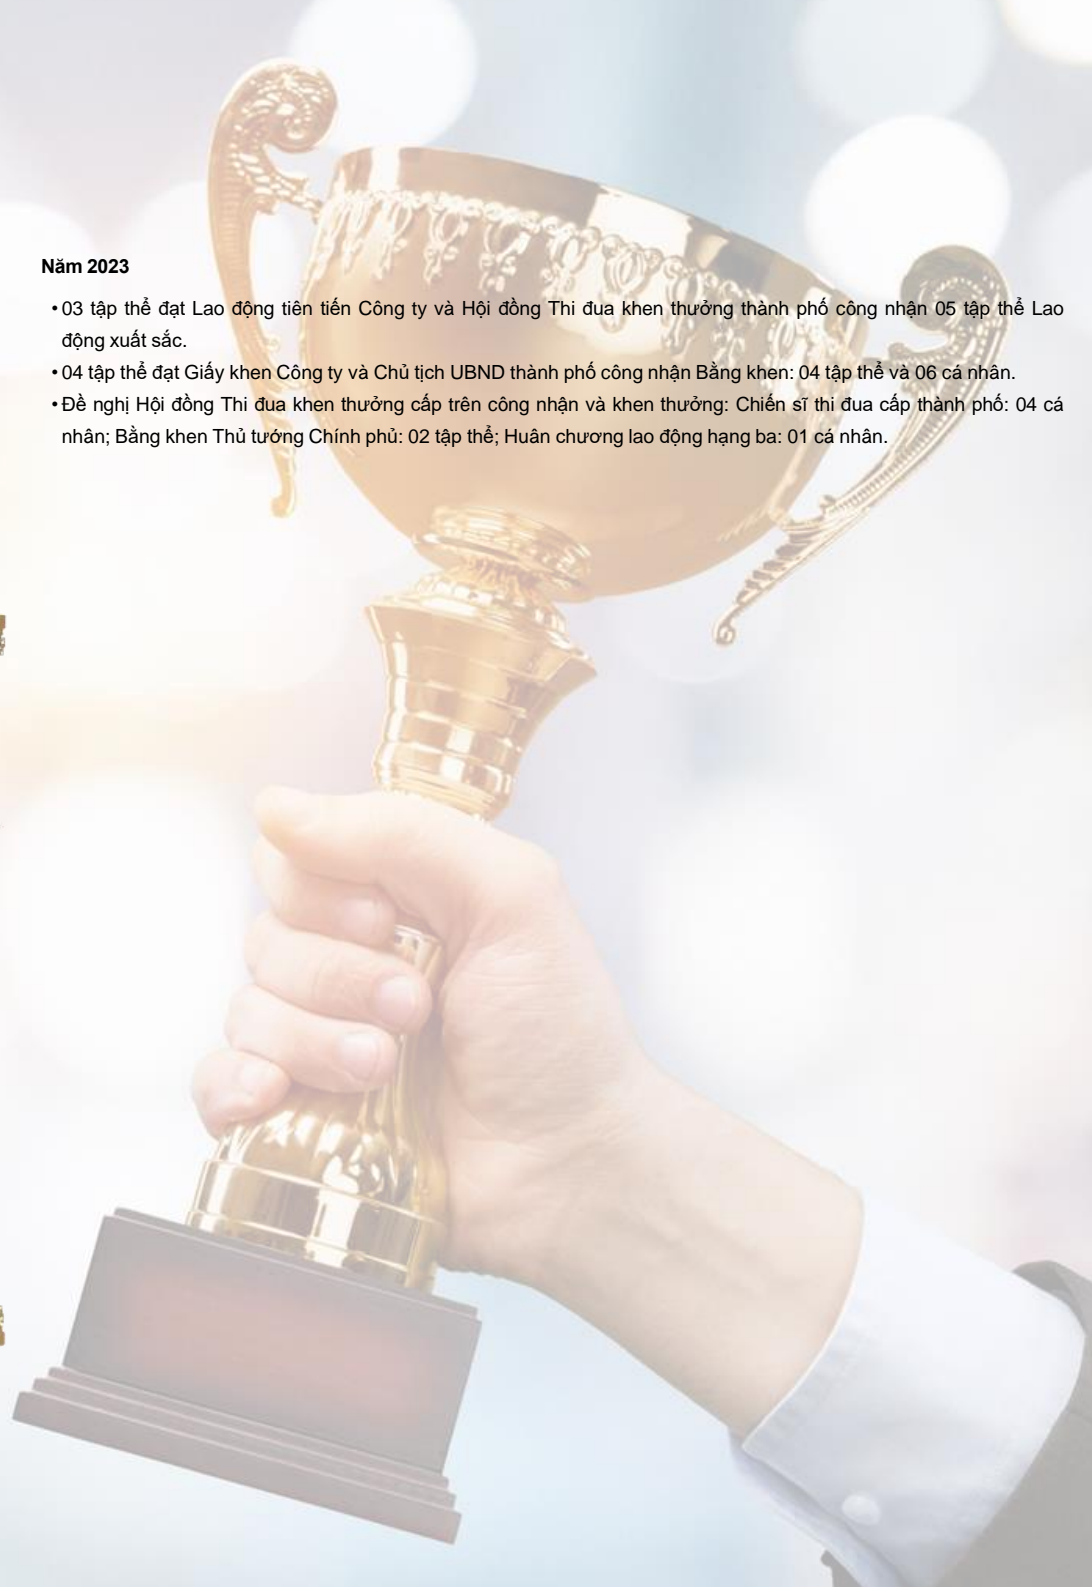 Năm 2023
•03 tập thể đạt Lao động tiên tiến Công ty và Hội đồng Thi đua khen thưởng thành phố công nhận 05 tập thể Lao
động xuất sắc.
•04 tập thể đạt Giấy khen Công ty và Chủ tịch UBND thành phố công nhận Bằng khen: 04 tập thể và 06 cá nhân.
•Đề nghị Hội đồng Thi đua khen thưởng cấp trên công nhận và khen thưởng: Chiến sĩ thi đua cấp thành phố: 04 cá
nhân; Bằng khen Thủ tướng Chính phủ: 02 tập thể; Huân chương lao động hạng ba: 01 cá nhân.